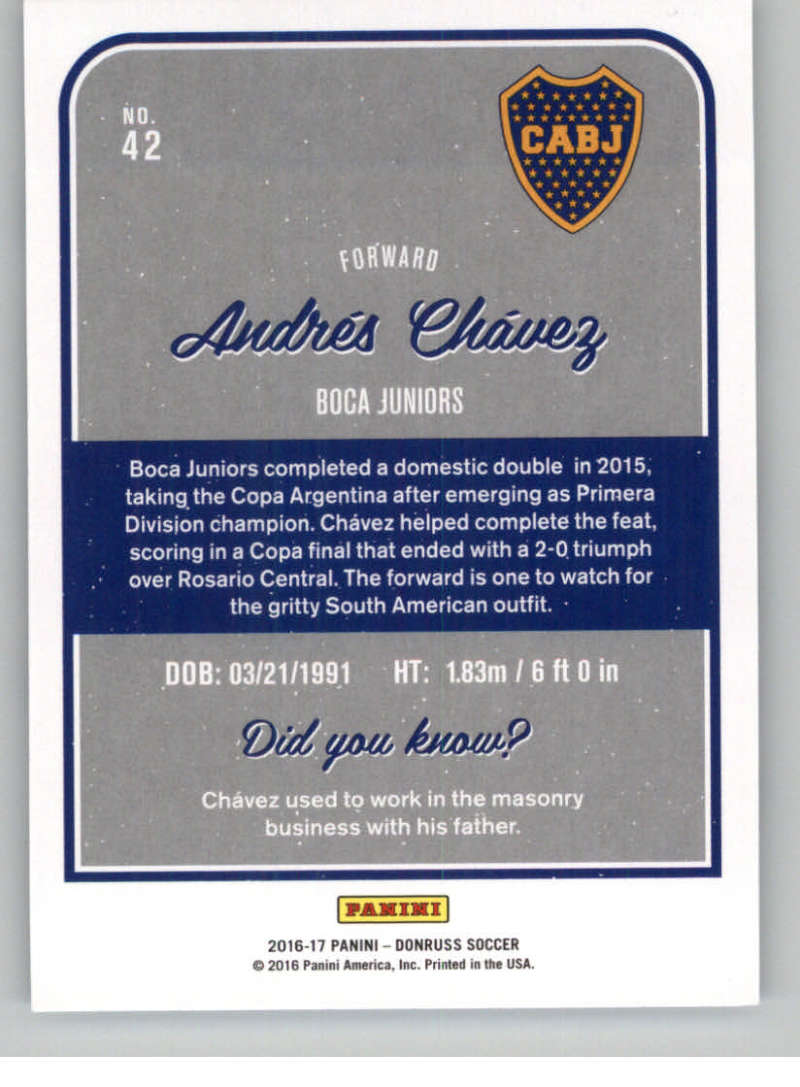 NO.
42
CABJ
FORWARD
Andrés Chávez
BOCA JUNIORS
Boca Juniors completed a domestic double in 2015,
taking the Copa Argentina after emerging as Primera
Division champion. Chávez helped complete the feat,
scoring in a Copa final that ended with a 2-0 triumph
over Rosario Central. The forward is one to watch for
the gritty South American outfit.
DOB: 03/21/1991 HT: 1.83m / 6 ft 0 in
Did you know?
Chávez used to work in the masonry
business with his father.
PANINI
2016-17 PANINI – DONRUSS SOCCER
© 2016 Panini America, Inc. Printed in the USA.